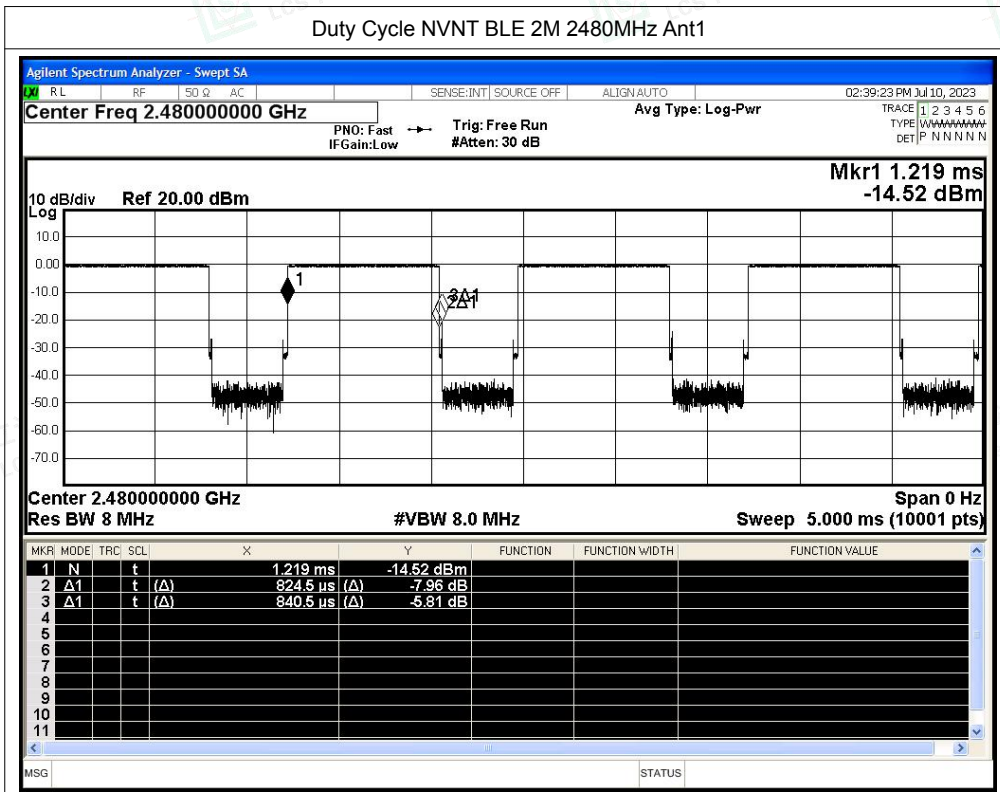 Duty Cycle NVNT BLE 2M 2480MHz Ant1
Agilent Spectrum Analyzer - Swept SA
LXI RL RF 50 Ω AC SENSE:INT SOURCE OFF ALIGNAUTO 02:39:23 PM Jul 10, 2023
Center Freq 2.480000000 GHz
Avg Type: Log-Pwr
TRACE 1 2 3 4 5 6
TYPE
DET P N N N N N
PNO: Fast Trig: Free Run
IFGain:Low #Atten: 30 dB
Mkr1 1.219 ms
-14.52 dBm
10 dB/div Ref 20.00 dBm
Log
10.0
0.00
-10.0
-20.0
-30.0
-40.0
-50.0
-60.0
-70.0
1
Center 2.480000000 GHz Span 0 Hz
Res BW 8 MHz #VBW 8.0 MHz Sweep 5.000 ms (10001 pts)
MKR MODE TRC SCL X Y FUNCTION FUNCTION WIDTH FUNCTION VALUE
1 N t 1.219 ms -14.52 dBm
2 Δ1 t (Δ) 824.5 µs (Δ) -7.96 dB
3 Δ1 t (Δ) 840.5 µs (Δ) -5.81 dB
4
5
6
7
8
9
10
11
MSG STATUS